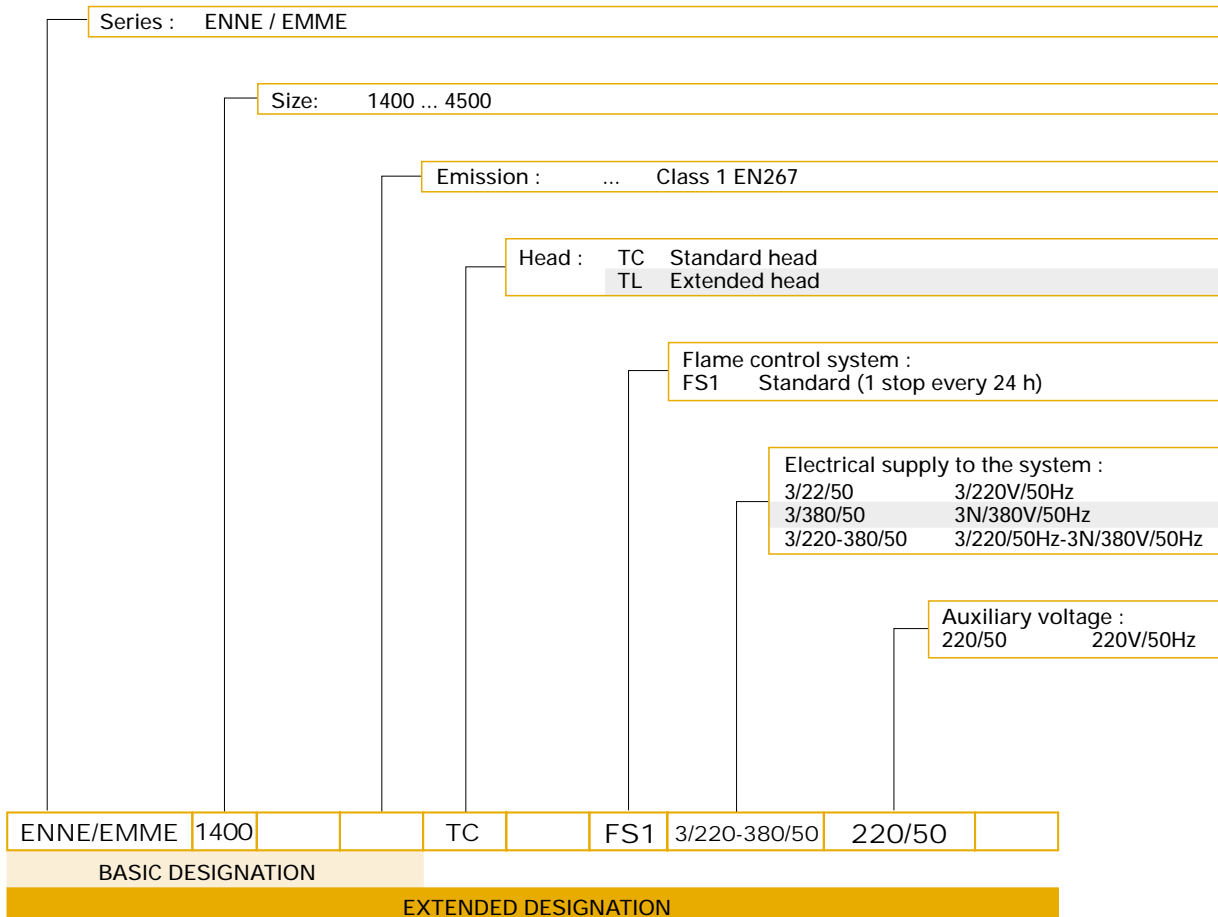 Series : ENNE / EMME
Size: 1400 ... 4500
Emission : ... Class 1 EN267
Head : TC Standard head
TL Extended head
Flame control system :
FS1 Standard (1 stop every 24 h)
Electrical supply to the system :
3/22/50 3/220V/50Hz
3/380/50 3N/380V/50Hz
3/220-380/50 3/220/50Hz-3N/380V/50Hz
Auxiliary voltage :
220/50 220V/50Hz
ENNE/EMME 1400 TC FS1 3/220-380/50 220/50
BASIC DESIGNATION
EXTENDED DESIGNATION